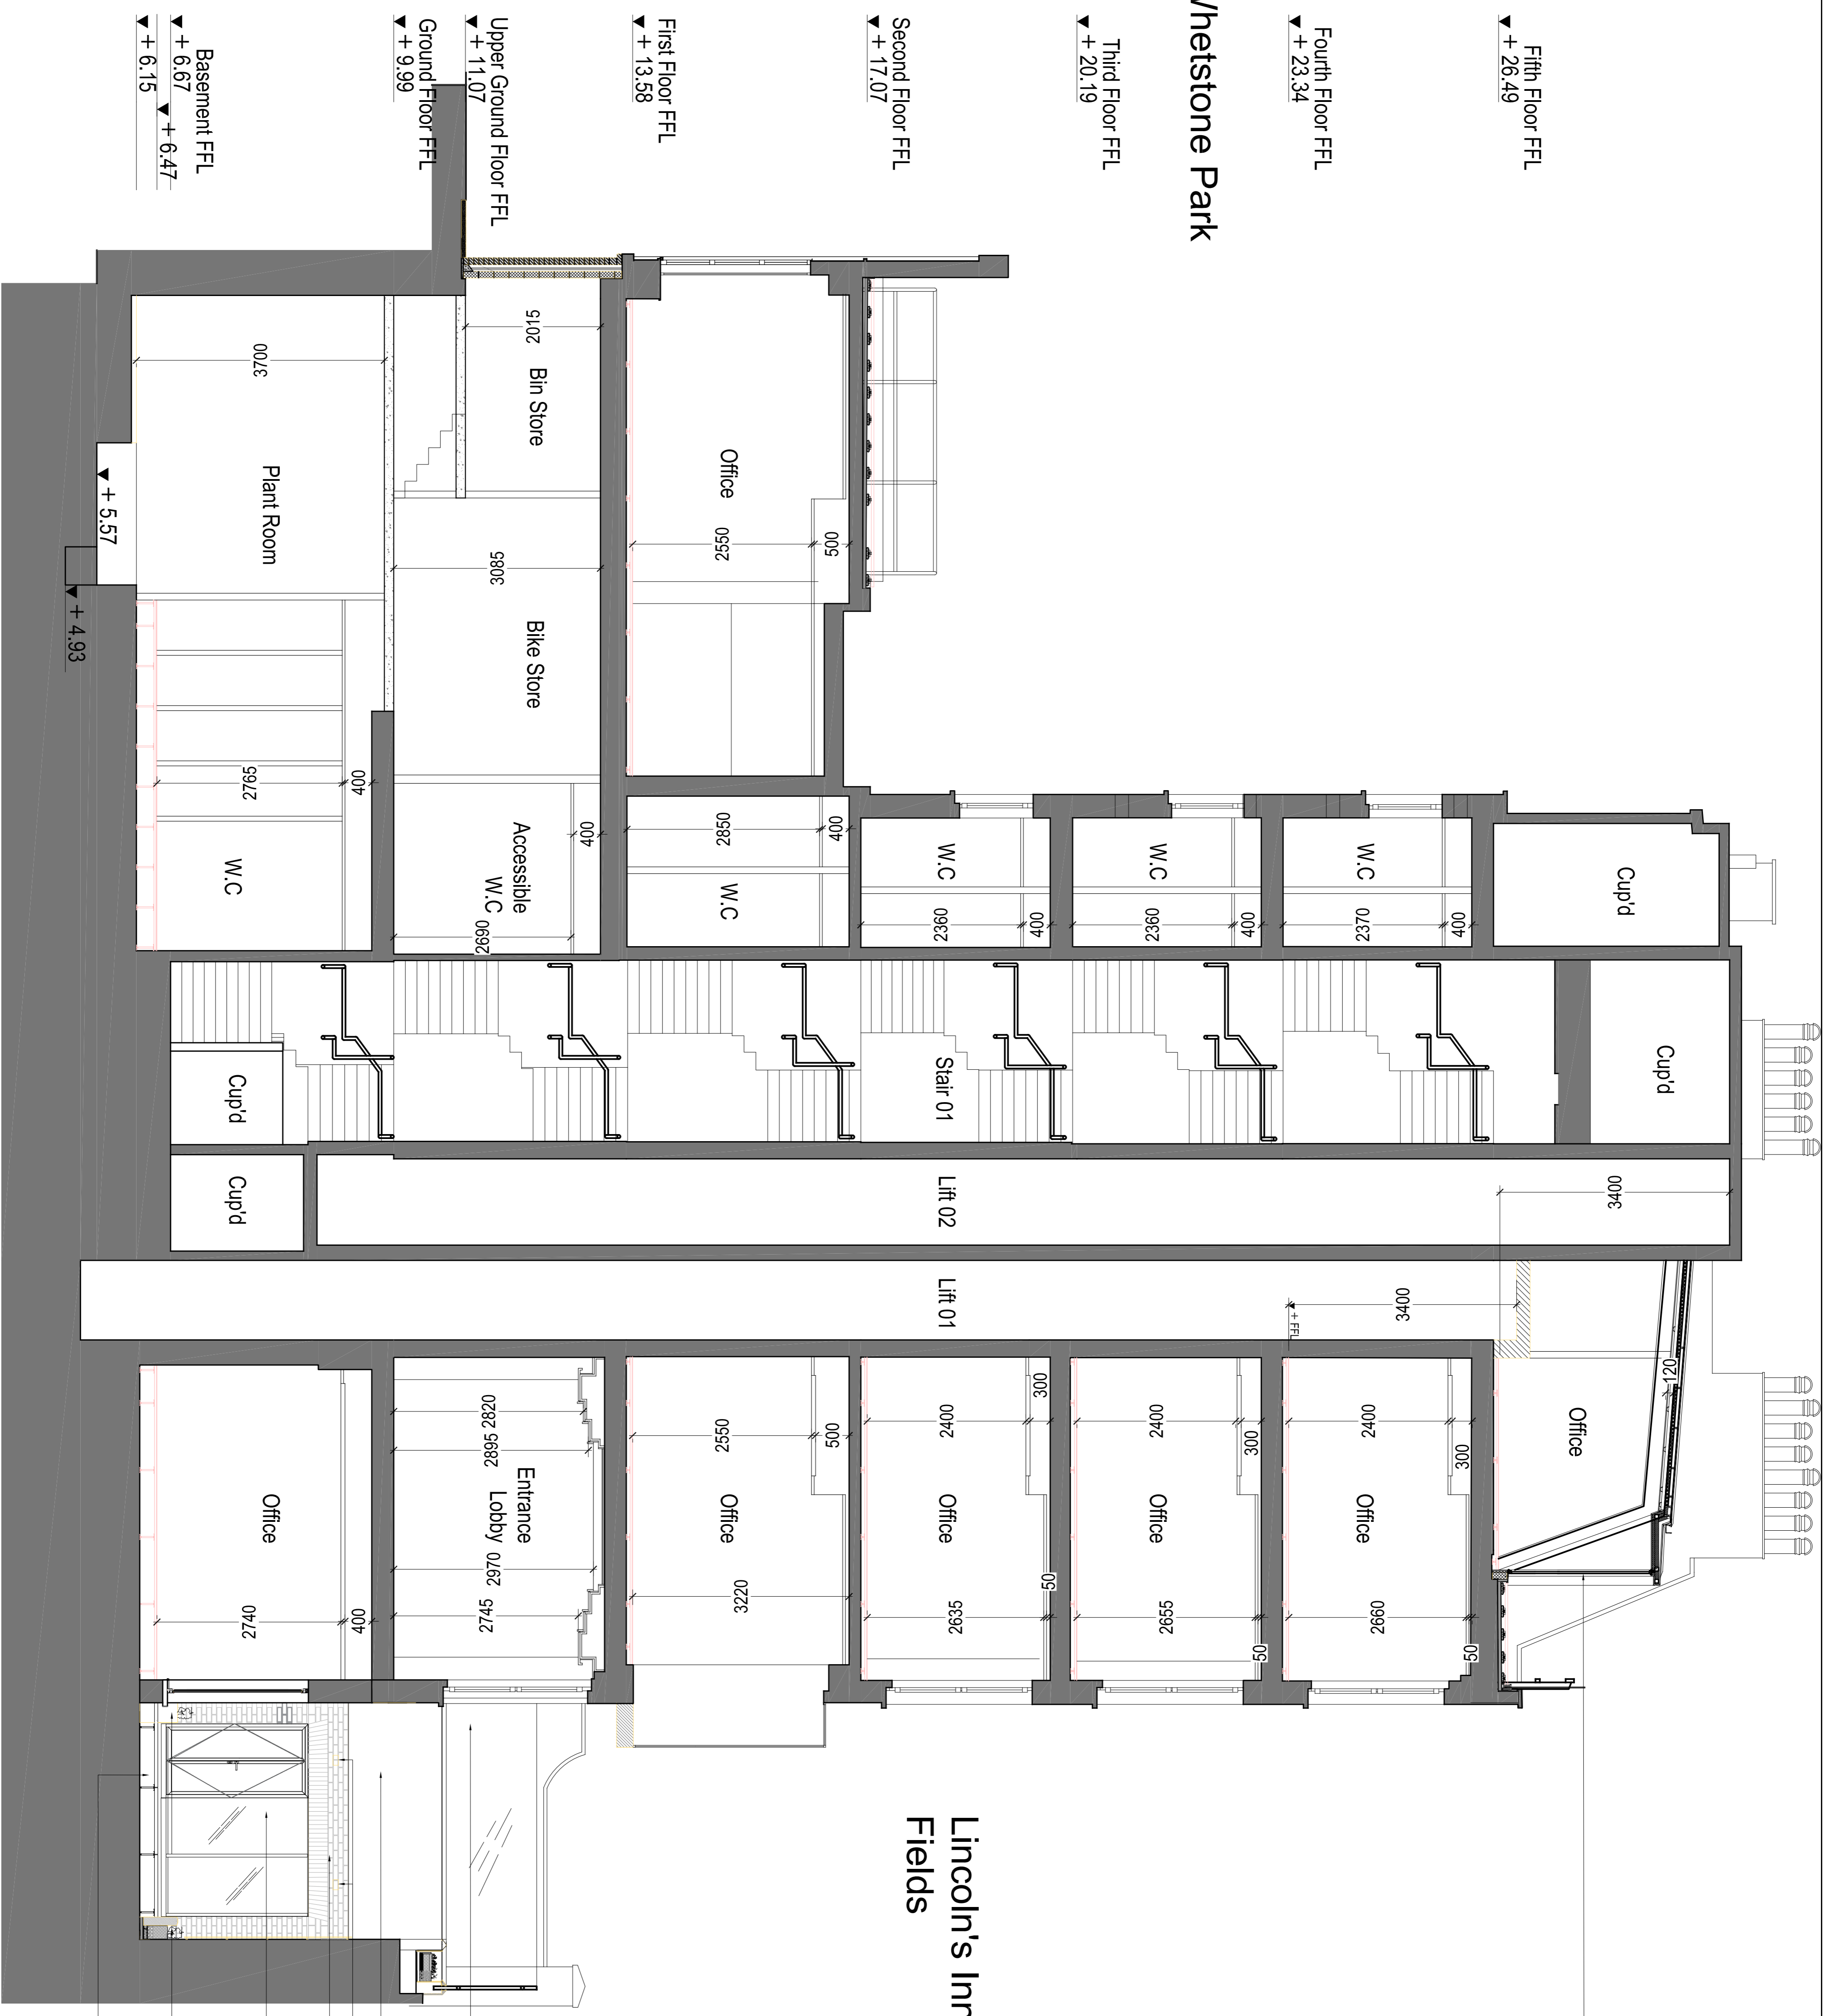 Whetstone Park
Lincoln's Inn
Fields
Fifth Floor FFL
+ 26.49
Fourth Floor FFL
+ 23.34
Third Floor FFL
+ 20.19
Second Floor FFL
+ 17.07
First Floor FFL
+ 13.58
Upper Ground Floor FFL
+ 11.07
Ground Floor FFL
+ 9.99
Basement FFL
+ 6.67
+ 6.47
+ 6.15
+ 5.57
+ 4.93
Cup'd
Cup'd
3400
3400
+ FFL
120
Office
W.C
2370
400
2400
300
Office
2660
50
W.C
2360
400
2400
300
Office
2655
50
W.C
2360
400
Stair 01
Lift 02
Lift 01
2400
300
Office
2635
50
Office
2550
500
2850
400
W.C
2550
500
Office
3220
2015
Bin Store
3085
Bike Store
Accessible
W.C
400
2690
2820
2895
Entrance
Lobby
2970
2745
3700
Plant Room
2765
400
W.C
Cup'd
Cup'd
Office
2740
400